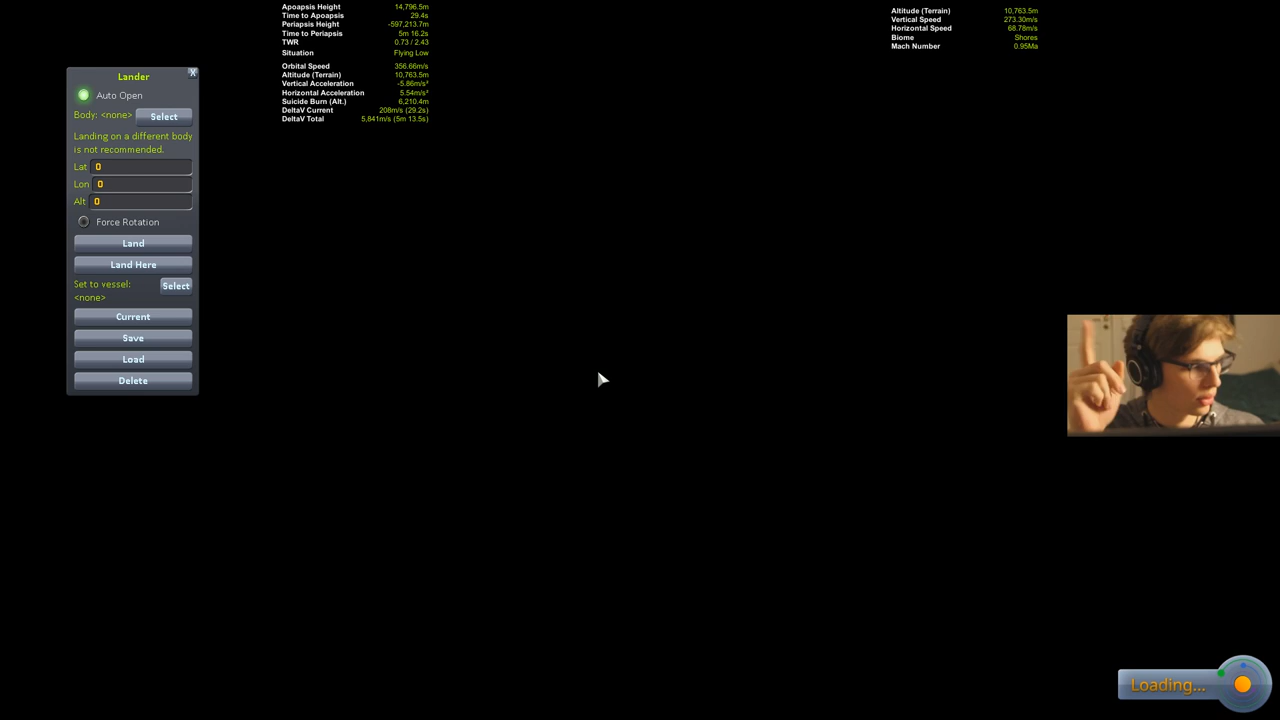 Apoapsis Height 14,796.5m
Time to Apoapsis 29.4s
Periapsis Height -597,213.7m
Time to Periapsis 5m 16.2s
TWR 0.73 / 2.43
Situation Flying Low
Orbital Speed 356.66m/s
Altitude (Terrain) 10,763.5m
Vertical Acceleration -5.86m/s²
Horizontal Acceleration 5.54m/s²
Suicide Burn (Alt.) 6,210.4m
DeltaV Current 208m/s (29.2s)
DeltaV Total 5,841m/s (5m 13.5s)
Altitude (Terrain) 10,763.5m
Vertical Speed 273.30m/s
Horizontal Speed 68.78m/s
Biome Shores
Mach Number 0.95Ma
Lander X
Auto Open
Body: <none> Select
Landing on a different body
is not recommended.
Lat 0
Lon 0
Alt 0
Force Rotation
Land
Land Here
Set to vessel: Select
<none>
Current
Save
Load
Delete
Loading...